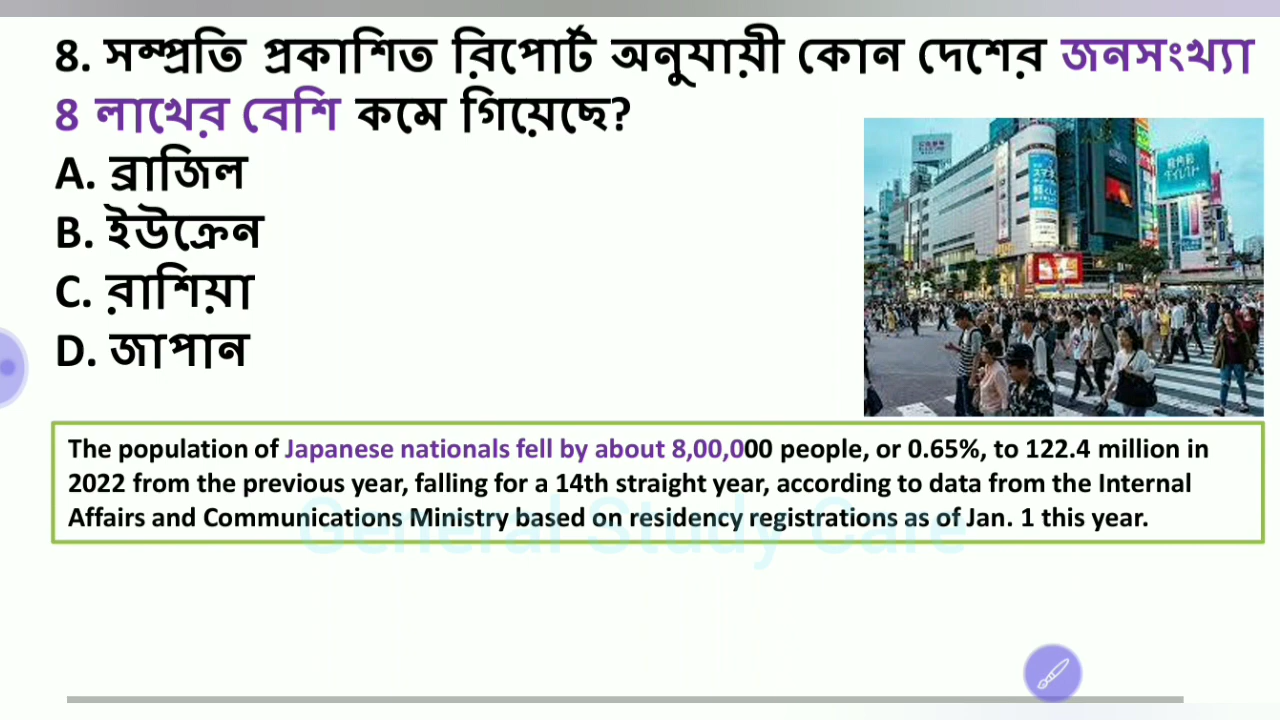 8. সম্প্রতি প্রকাশিত রিপোর্ট অনুযায়ী কোন দেশের জনসংখ্যা
8 লাখের বেশি কমে গিয়েছে?
A. ব্রাজিল
B. ইউক্রেন
C. রাশিয়া
D. জাপান
The population of Japanese nationals fell by about 8,00,000 people, or 0.65%, to 122.4 million in
2022 from the previous year, falling for a 14th straight year, according to data from the Internal
Affairs and Communications Ministry based on residency registrations as of Jan. 1 this year.
General Study Care